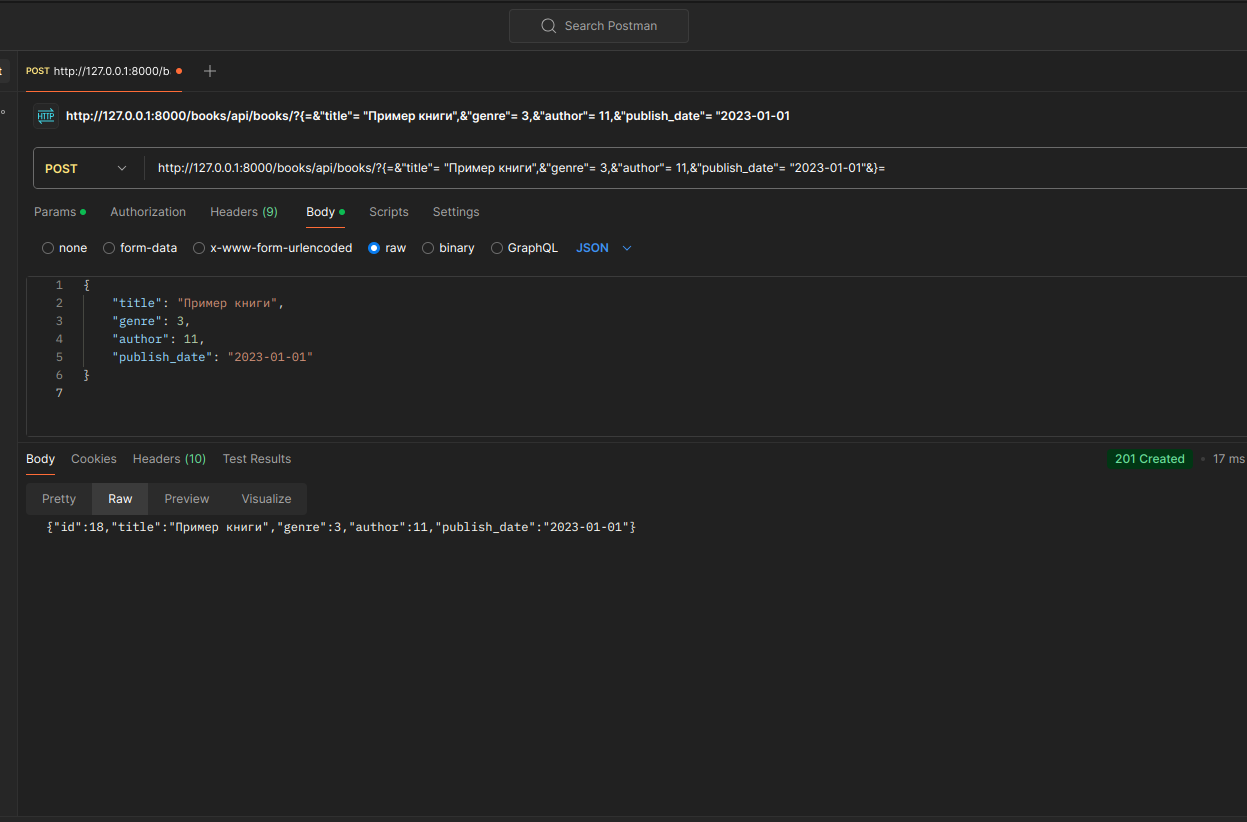 Search Postman
t POST http://127.0.0.1:8000/b
HTTP http://127.0.0.1:8000/books/api/books/?{=&"title"= "Пример книги",&"genre"= 3,&"author"= 11,&"publish_date"= "2023-01-01
POST http://127.0.0.1:8000/books/api/books/?{=&"title"= "Пример книги",&"genre"= 3,&"author"= 11,&"publish_date"= "2023-01-01"&}=
Params Authorization Headers (9) Body Scripts Settings
none form-data x-www-form-urlencoded raw binary GraphQL JSON
1 {
2 "title": "Пример книги",
3 "genre": 3,
4 "author": 11,
5 "publish_date": "2023-01-01"
6 }
7
Body Cookies Headers (10) Test Results 201 Created • 17 ms
Pretty Raw Preview Visualize
{"id":18,"title":"Пример книги","genre":3,"author":11,"publish_date":"2023-01-01"}